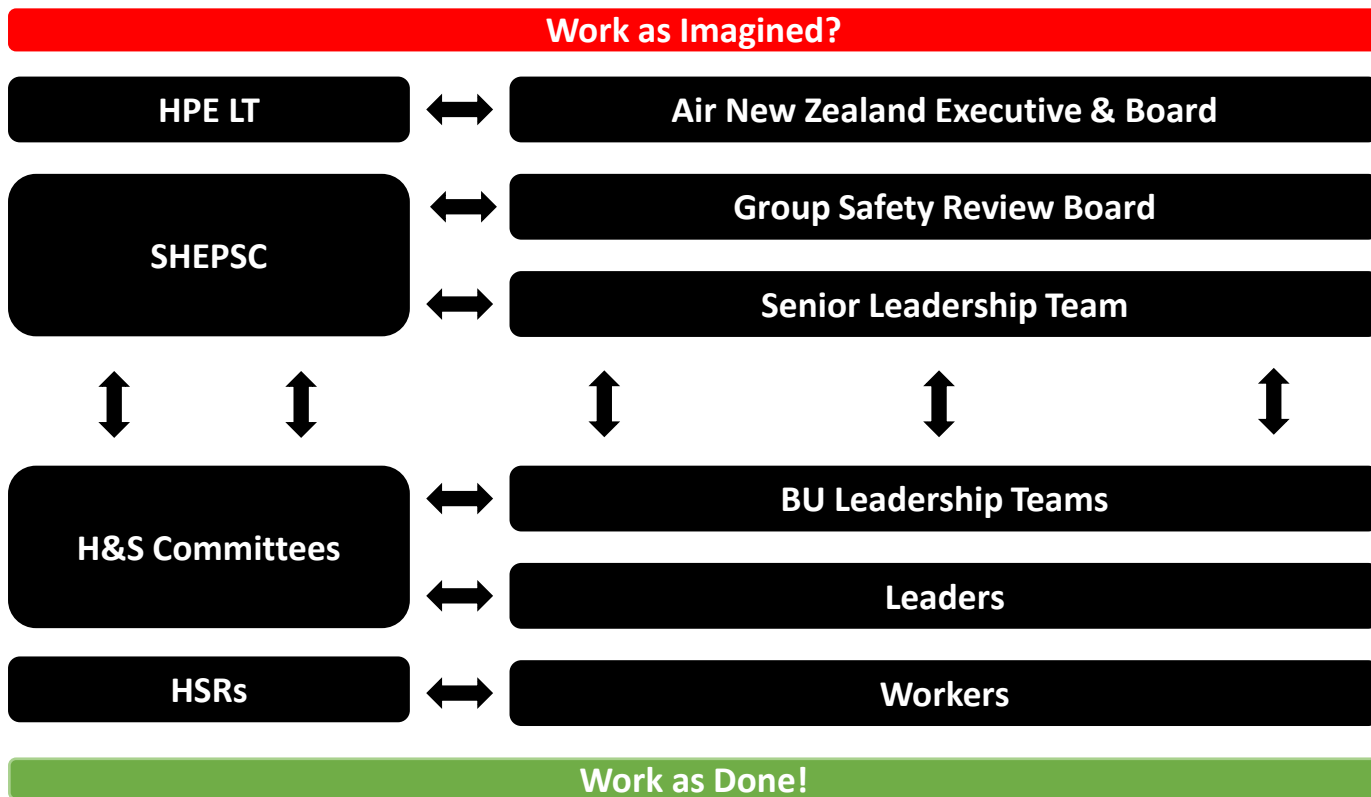 Work as Imagined?
HPE LT
Air New Zealand Executive & Board
SHEPSC
Group Safety Review Board
Senior Leadership Team
H&S Committees
BU Leadership Teams
Leaders
HSRs
Workers
Work as Done!